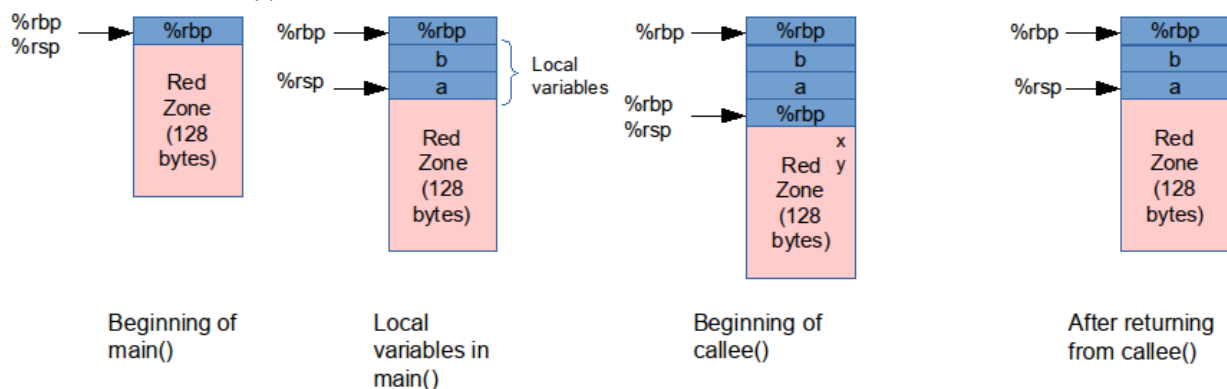 %rbp
%rsp
%rbp
Red
Zone
(128
bytes)
Beginning of
main()
%rbp
%rsp
%rbp
b
a
Local
variables
Red
Zone
(128
bytes)
Local
variables in
main()
%rbp
%rbp
%rsp
%rbp
b
a
%rbp
x
y
Red
Zone
(128
bytes)
Beginning of
callee()
%rbp
%rsp
%rbp
b
a
Red
Zone
(128
bytes)
After returning
from callee()